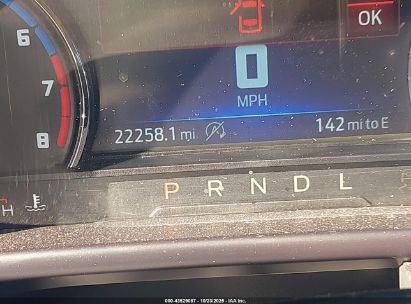 6
7
8
OK
0
MPH
22258.1 mi
142 mi to E
P R N D L
H